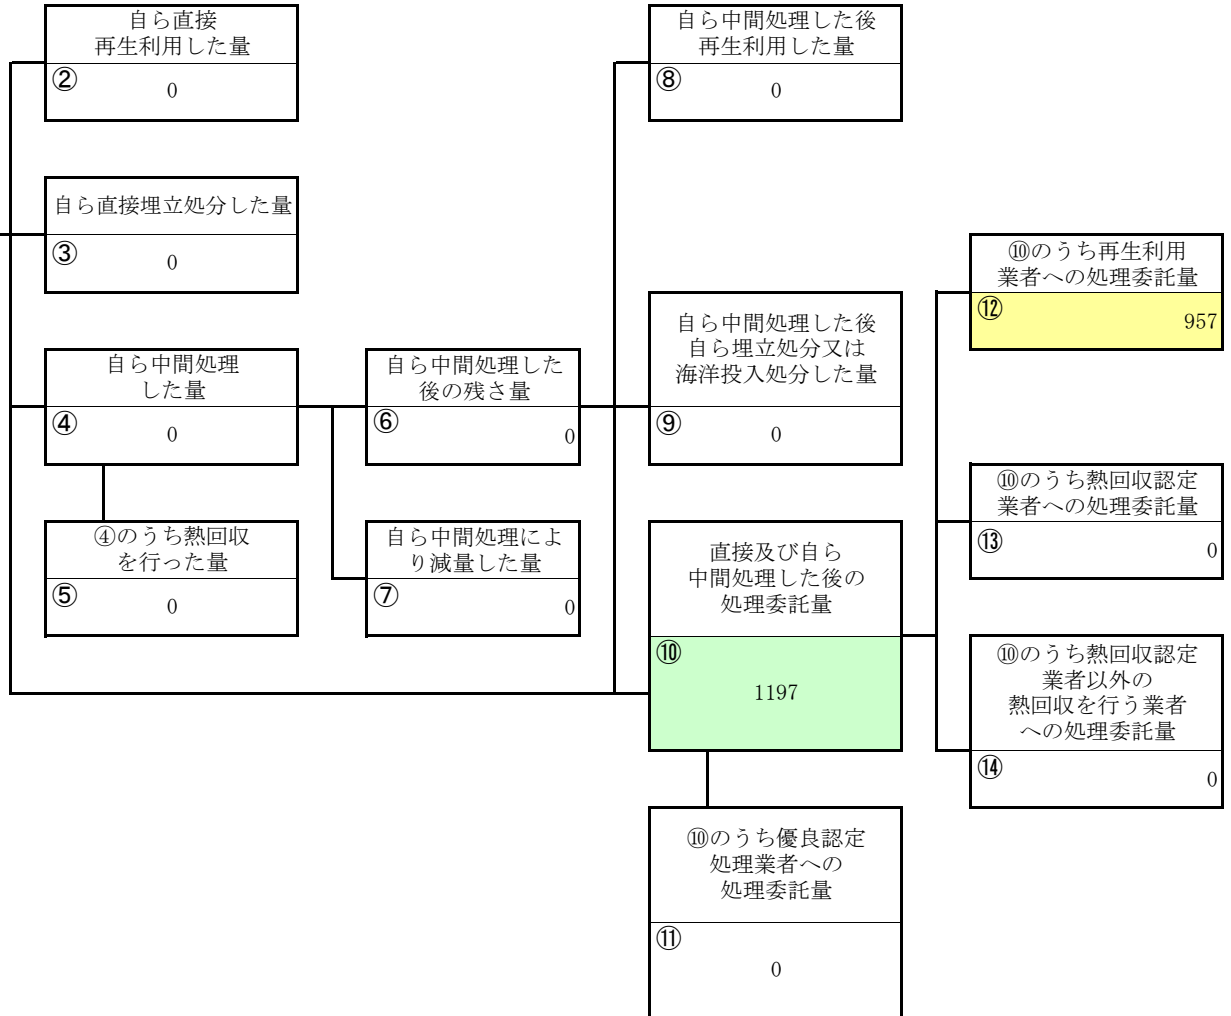 自ら直接
再生利用した量
②
0
自ら直接埋立処分した量
③
0
自ら中間処理
した量
④
0
④のうち熱回収
を行った量
⑤
0
自ら中間処理した
後の残さ量
⑥
0
自ら中間処理によ
り減量した量
⑦
0
自ら中間処理した後
再生利用した量
⑧
0
自ら中間処理した後
自ら埋立処分又は
海洋投入処分した量
⑨
0
直接及び自ら
中間処理した後の
処理委託量
⑩
1197
⑩のうち優良認定
処理業者への
処理委託量
⑪
0
⑩のうち再生利用
業者への処理委託量
⑫
957
⑩のうち熱回収認定
業者への処理委託量
⑬
0
⑩のうち熱回収認定
業者以外の
熱回収を行う業者
への処理委託量
⑭
0